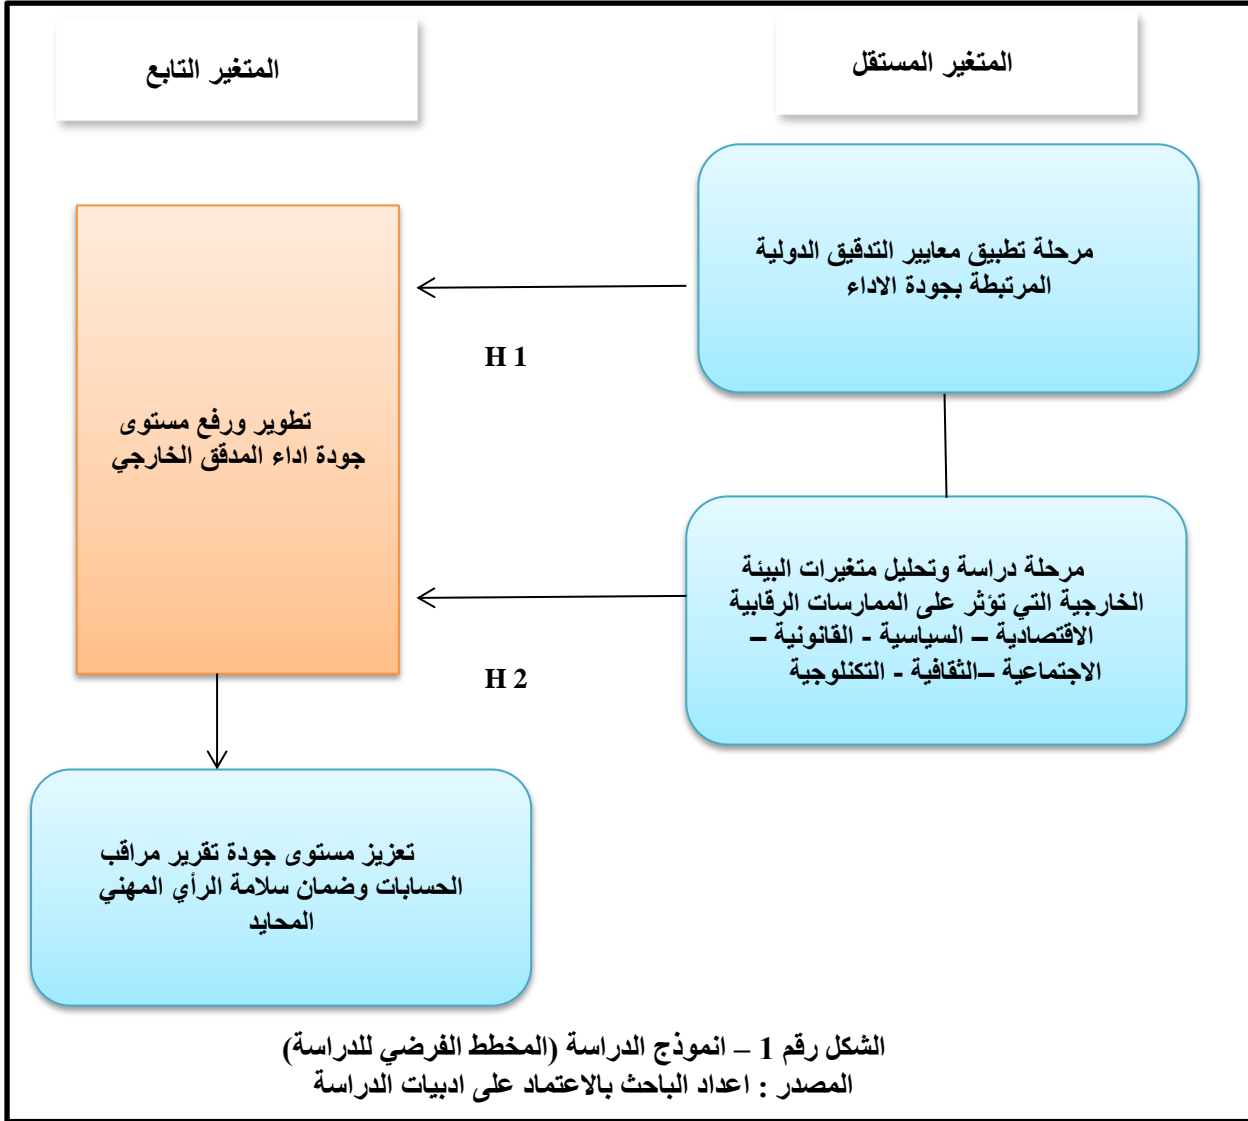 المتغير المستقل
المتغير التابع
مرحلة تطبيق معايير التدقيق الدولية
المرتبطة بجودة الاداء
H 1
تطوير ورفع مستوى
جودة اداء المدقق الخارجي
مرحلة دراسة وتحليل متغيرات البيئة
الخارجية التي تؤثر على الممارسات الرقابية
الاقتصادية – السياسية - القانونية –
الاجتماعية –الثقافية - التكنلوجية
H 2
تعزيز مستوى جودة تقرير مراقب
الحسابات وضمان سلامة الرأي المهني
المحايد
الشكل رقم 1 – انموذج الدراسة (المخطط الفرضي للدراسة)
المصدر : اعداد الباحث بالاعتماد على ادبيات الدراسة